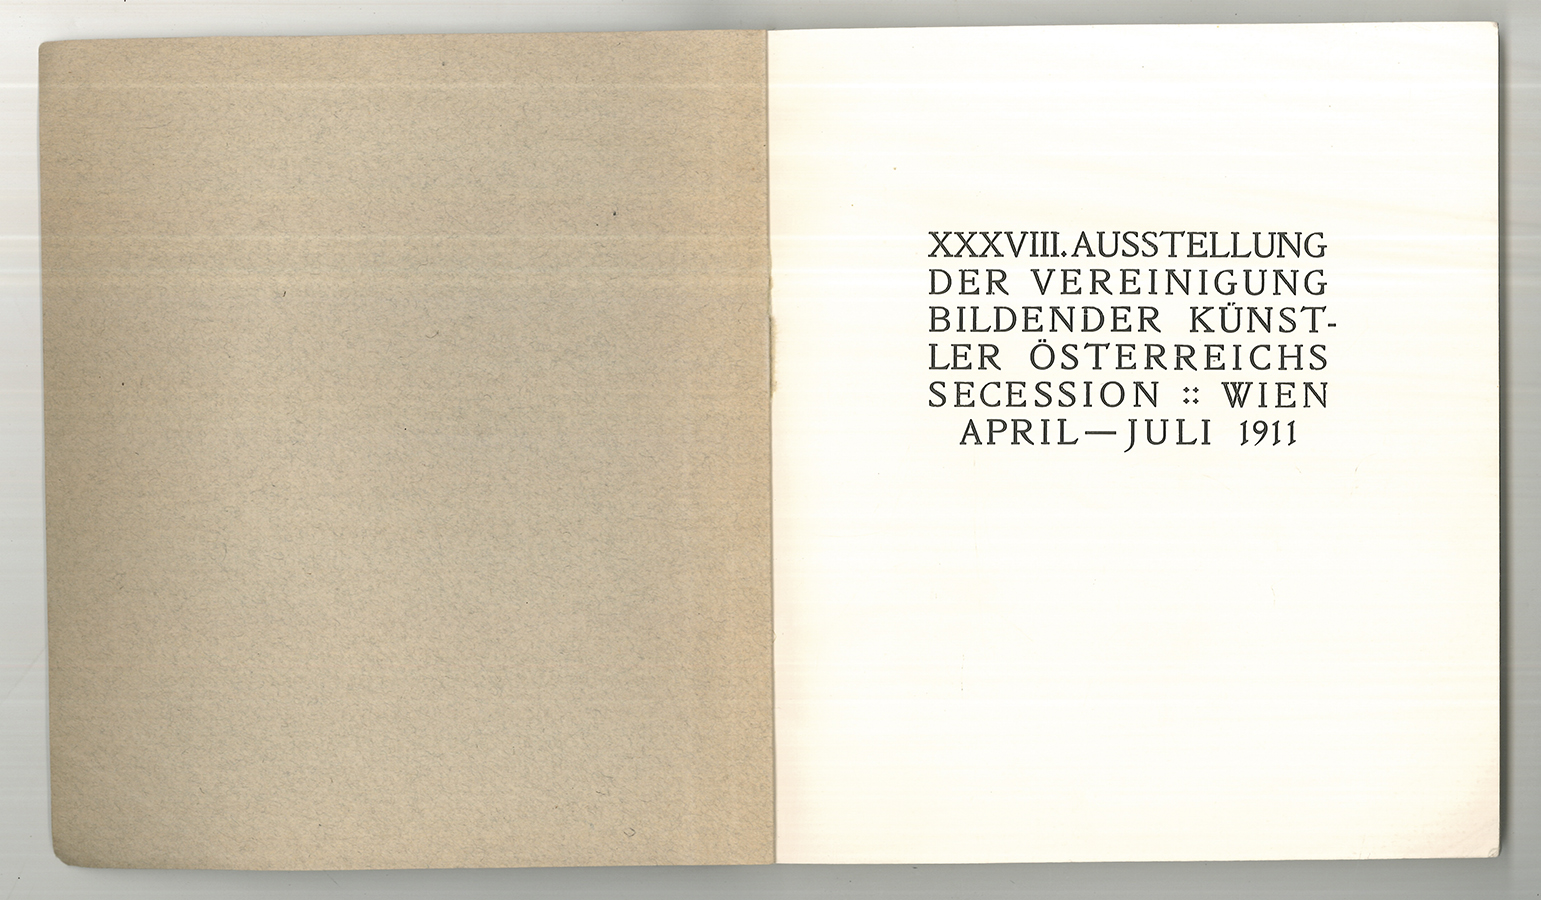 XXXVIII. AUSSTELLUNG
DER VEREINIGUNG
BILDENDER KÜNST-
LER ÖSTERREICHS
SECESSION :: WIEN
APRIL—JULI 1911